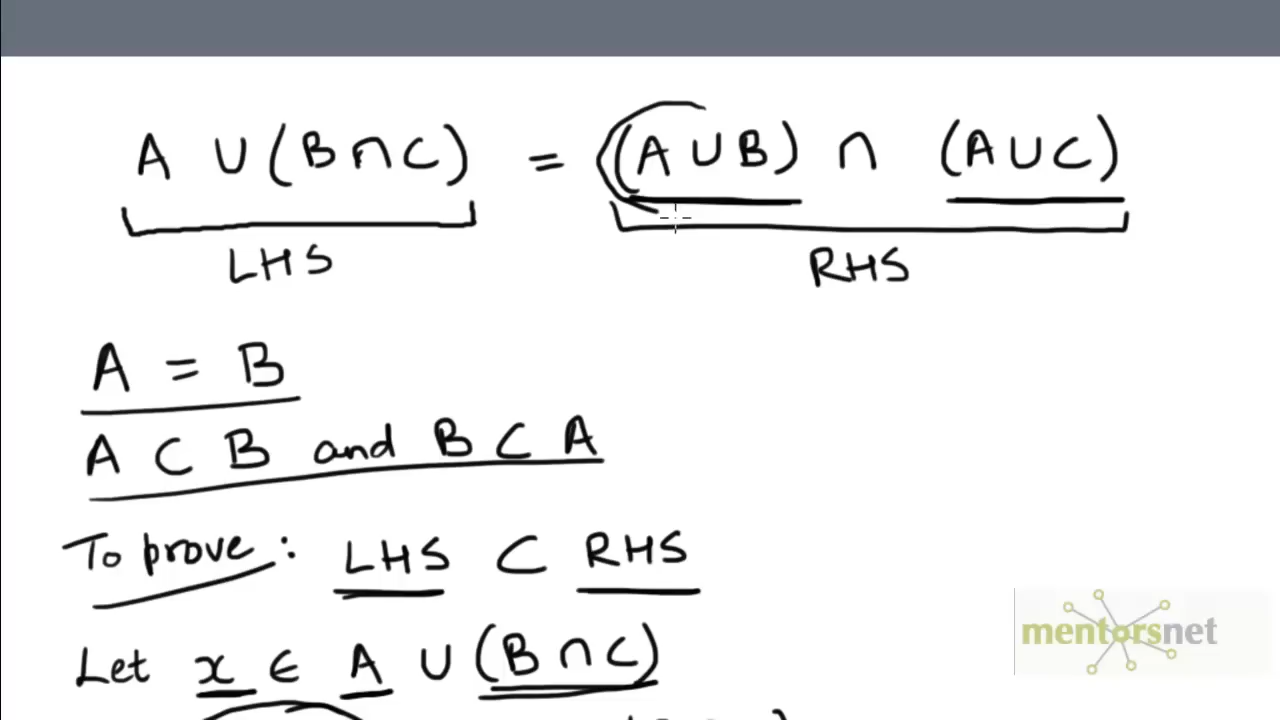 A ∪ (B ∩ C) = (A ∪ B) ∩ (A ∪ C)
LHS RHS
A = B
A ⊂ B and B ⊂ A
To prove: LHS ⊂ RHS
Let x ∈ A ∪ (B ∩ C)
mentorsnet